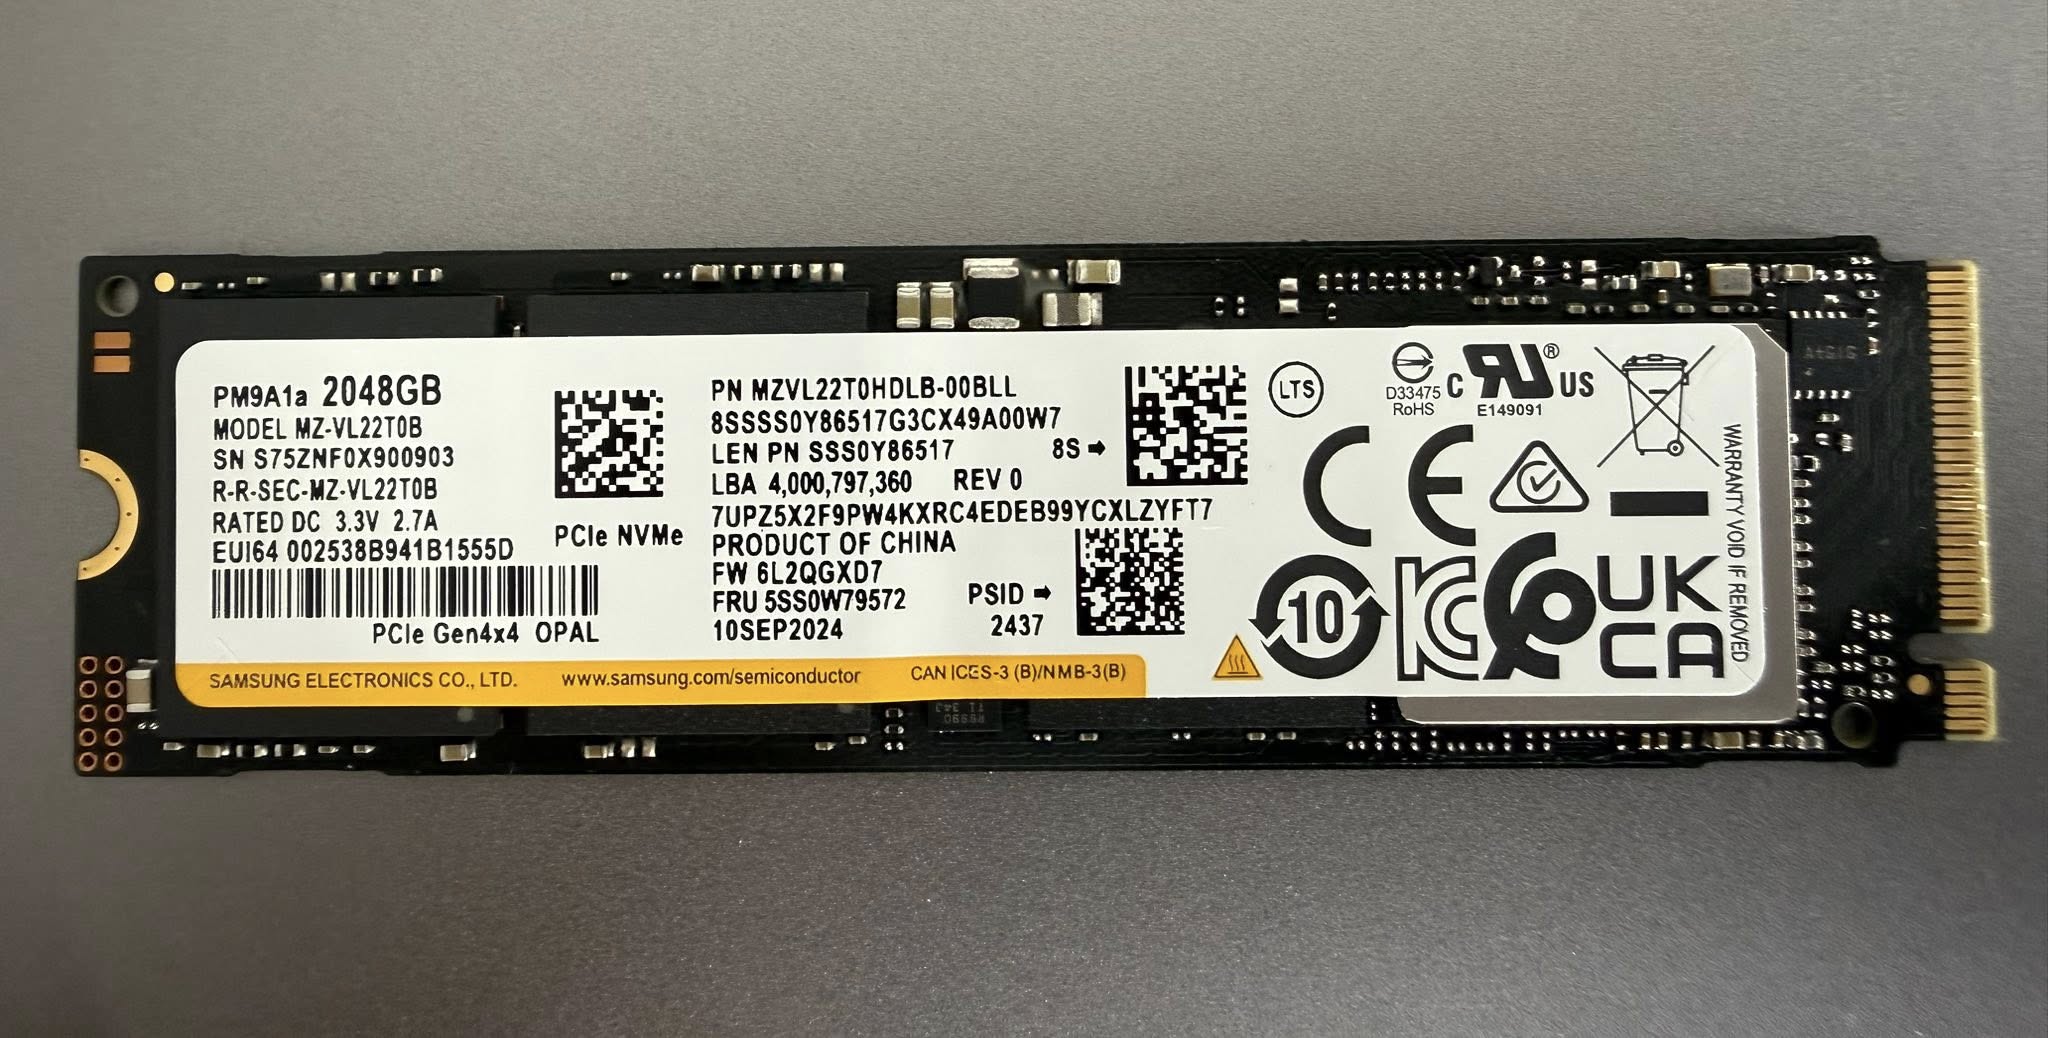 PM9A1a 2048GB
MODEL MZ-VL22T0B
SN S75ZNF0X900903
R-R-SEC-MZ-VL22T0B
RATED DC 3.3V 2.7A
EUI64 002538B941B1555D
PCIe Gen4x4 OPAL
PCIe NVMe
PN MZVL22T0HDLB-00BLL
8SSSS0Y86517G3CX49A00W7
LEN PN SSS0Y86517 8S
LBA 4,000,797,360 REV 0
7UPZ5X2F9PW4KXRC4EDEB99YCXLZYFT7
PRODUCT OF CHINA
FW 6L2QGXD7
FRU 5SS0W79572 PSID
10SEP2024 2437
SAMSUNG ELECTRONICS CO., LTD. www.samsung.com/semiconductor CAN ICES-3 (B)/NMB-3(B)
LTS
D33475
RoHS
C RU ® US
E149091
CE
10
KC
UK
CA
WARRANTY VOID IF REMOVED